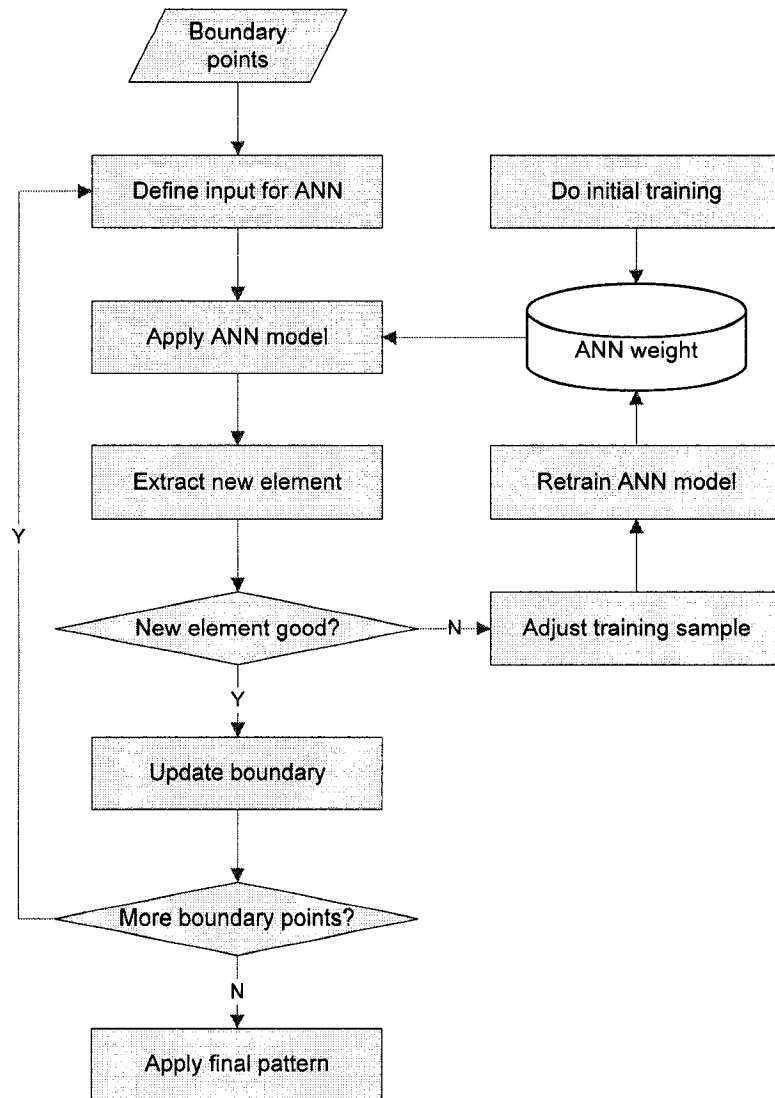 Boundary
points
Define input for ANN
Do initial training
Apply ANN model
ANN weight
Extract new element
Retrain ANN model
Y
New element good?
N
Adjust training sample
Y
Update boundary
More boundary points?
N
Apply final pattern